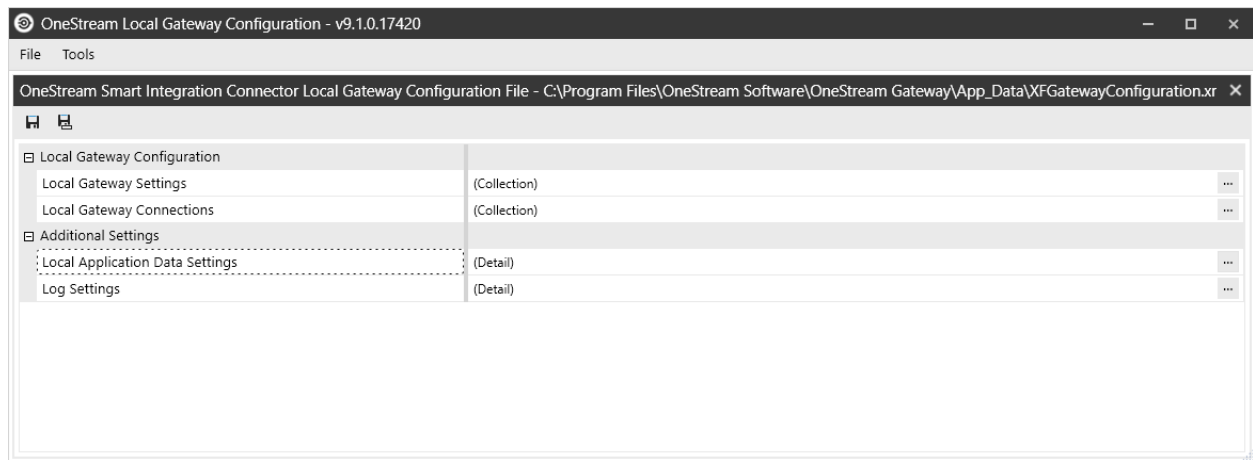 OneStream Local Gateway Configuration - v9.1.0.17420
File Tools
OneStream Smart Integration Connector Local Gateway Configuration File - C:\Program Files\OneStream Software\OneStream Gateway\App_Data\XFGatewayConfiguration.xr
Local Gateway Configuration
Local Gateway Settings (Collection) ...
Local Gateway Connections (Collection) ...
Additional Settings
Local Application Data Settings (Detail) ...
Log Settings (Detail) ...